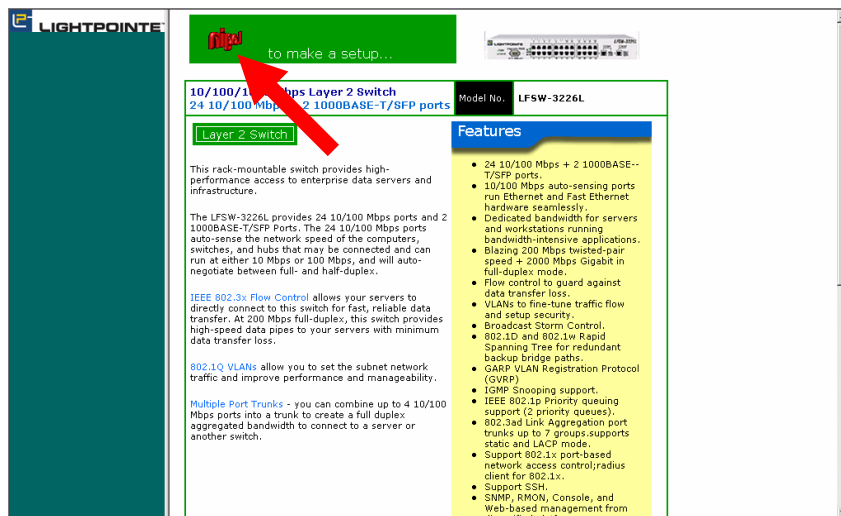 LIGHTPOINTE
to make a setup...
LIGHTPOINTE
LFSW-3226L
Mbps Layer 2 Switch
24 10/100 2 1000BASE-T/SFP ports
Model No.
LFSW-3226L
Layer 2 Switch
This rack-mountable switch provides high-
performance access to enterprise data servers and
infrastructure.
The LFSW-3226L provides 24 10/100 Mbps ports and 2
1000BASE-T/SFP Ports. The 24 10/100 Mbps ports
auto-sense the network speed of the computers,
switches, and hubs that may be connected and can
run at either 10 Mbps or 100 Mbps, and will auto-
negotiate between full- and half-duplex.
IEEE 802.3x Flow Control allows your servers to
directly connect to this switch for fast, reliable data
transfer. At 200 Mbps full-duplex, this switch provides
high-speed data pipes to your servers with minimum
data transfer loss.
802.1Q VLANs allow you to set the subnet network
traffic and improve performance and manageability.
Multiple Port Trunks - you can combine up to 4 10/100
Mbps ports into a trunk to create a full duplex
aggregated bandwidth to connect to a server or
another switch.
Features
24 10/100 Mbps + 2 1000BASE--
T/SFP ports.
10/100 Mbps auto-sensing ports
run Ethernet and Fast Ethernet
hardware seamlessly.
Dedicated bandwidth for servers
and workstations running
bandwidth-intensive applications.
Blazing 200 Mbps twisted-pair
speed + 2000 Mbps Gigabit in
full-duplex mode.
Flow control to guard against
data transfer loss.
VLANs to fine-tune traffic flow
and setup security.
Broadcast Storm Control.
802.1D and 802.1w Rapid
Spanning Tree for redundant
backup bridge paths.
GARP VLAN Registration Protocol
(GVRP)
IGMP Snooping support.
IEEE 802.1p Priority queuing
support (2 priority queues).
802.3ad Link Aggregation port
trunks up to 7 groups.supports
static and LACP mode.
Support 802.1x port-based
network access control;radius
client for 802.1x.
Support SSH.
SNMP, RMON, Console, and
Web-based management from